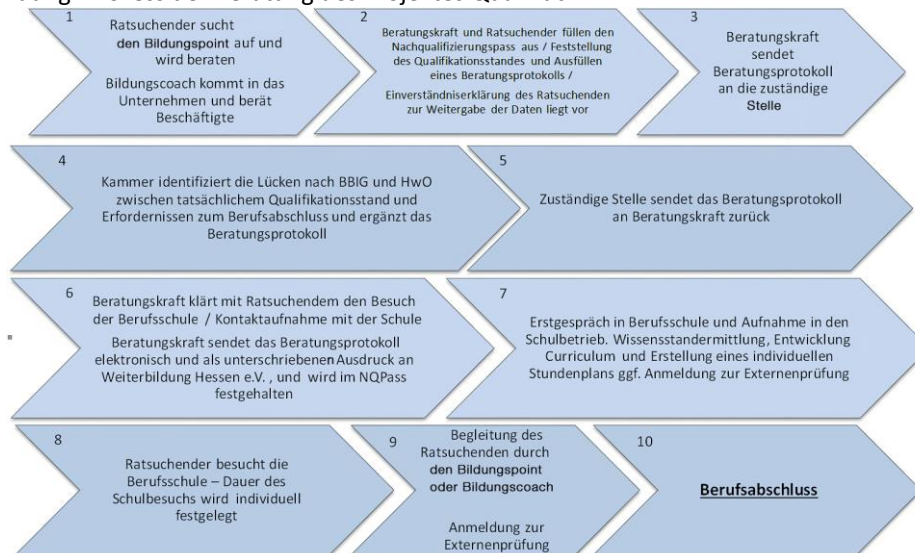 1
Ratsuchender sucht
den Bildungspoint auf und
wird beraten
Bildungscoach kommt in das
Unternehmen und berät
Beschäftigte
2
Beratungskraft und Ratsuchender füllen den
Nachqualifizierungspass aus / Feststellung
des Qualifikationsstandes und Ausfüllen
eines Beratungsprotokolls /
Einverständniserklärung des Ratsuchenden
zur Weitergabe der Daten liegt vor
3
Beratungskraft
sendet
Beratungsprotokoll
an die zuständige
Stelle
4
Kammer identifiziert die Lücken nach BBIG und HwO
zwischen tatsächlichem Qualifikationsstand und
Erfordernissen zum Berufsabschluss und ergänzt das
Beratungsprotokoll
5
Zuständige Stelle sendet das Beratungsprotokoll
an Beratungskraft zurück
6
Beratungskraft klärt mit Ratsuchendem den Besuch
der Berufsschule / Kontaktaufnahme mit der Schule
Beratungskraft sendet das Beratungsprotokoll
elektronisch und als unterschriebenen Ausdruck an
Weiterbildung Hessen e.V. , und wird im NQPass
festgehalten
7
Erstgespräch in Berufsschule und Aufnahme in den
Schulbetrieb. Wissensstandermittlung, Entwicklung
Curriculum und Erstellung eines individuellen
Stundenplans ggf. Anmeldung zur Externenprüfung
8
Ratsuchender besucht die
Berufsschule – Dauer des
Schulbesuchs wird individuell
festgelegt
9
Begleitung des
Ratsuchenden durch
den Bildungspoint
oder Bildungscoach
Anmeldung zur
Externenprüfung
10
Berufsabschluss